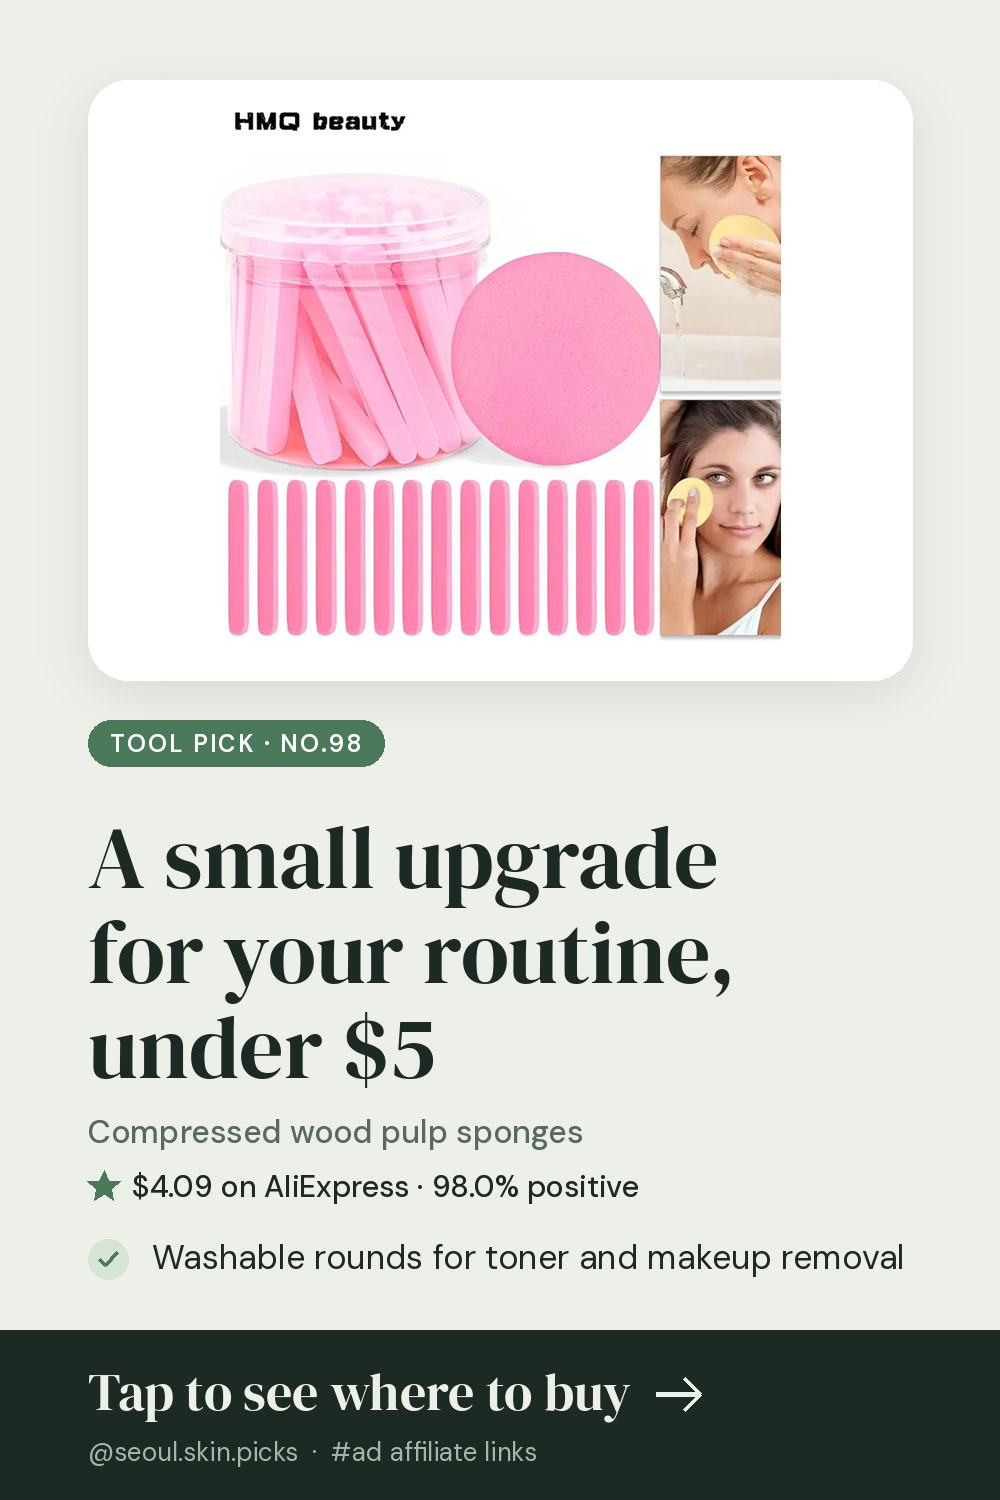 HMQ beauty
TOOL PICK · NO.98
A small upgrade
for your routine,
under $5
Compressed wood pulp sponges
$4.09 on AliExpress · 98.0% positive
Washable rounds for toner and makeup removal
Tap to see where to buy →
@seoul.skin.picks · #ad affiliate links